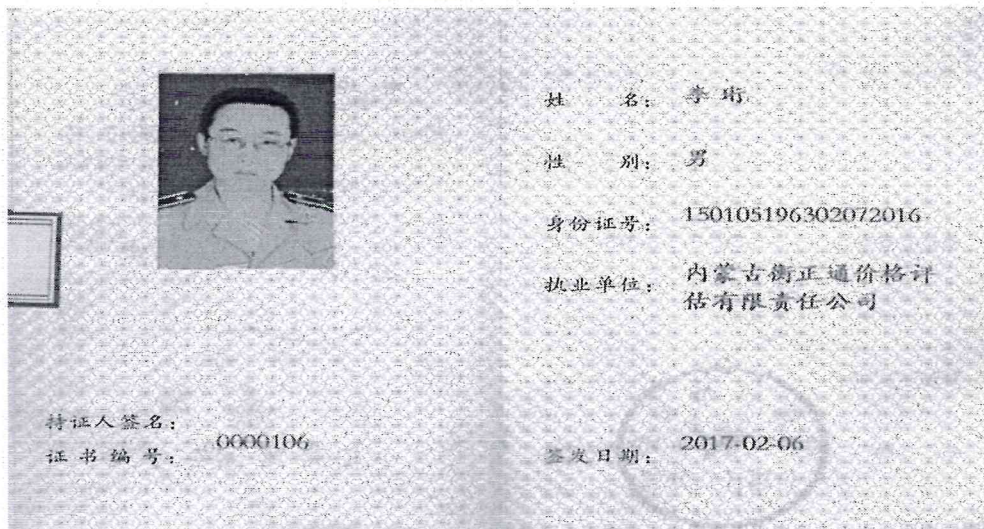 持证人签名：
证书编号：0000106
姓 名：李珩
性 别：男
身份证号：150105196302072016
执业单位：内蒙古衡正通价格评
估有限责任公司
签发日期：2017-02-06